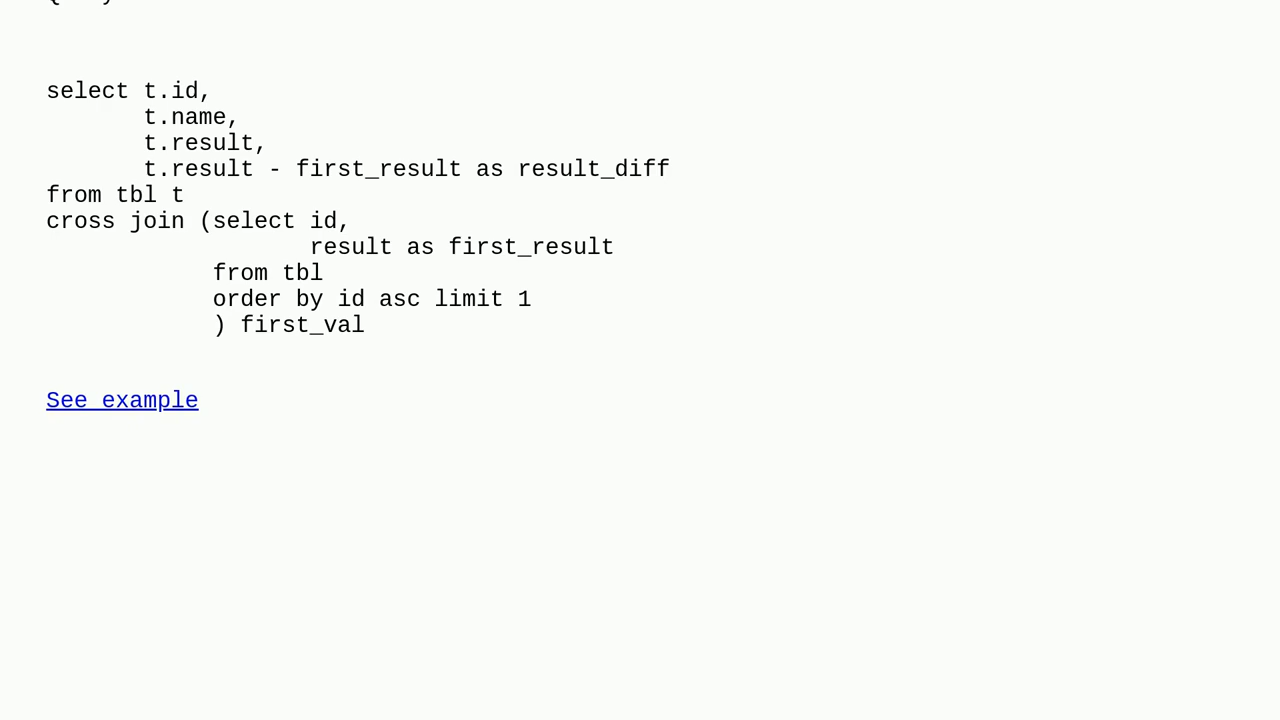 select t.id,
       t.name,
       t.result,
       t.result - first_result as result_diff
from tbl t
cross join (select id,
                   result as first_result
            from tbl
            order by id asc limit 1
            ) first_val
See example